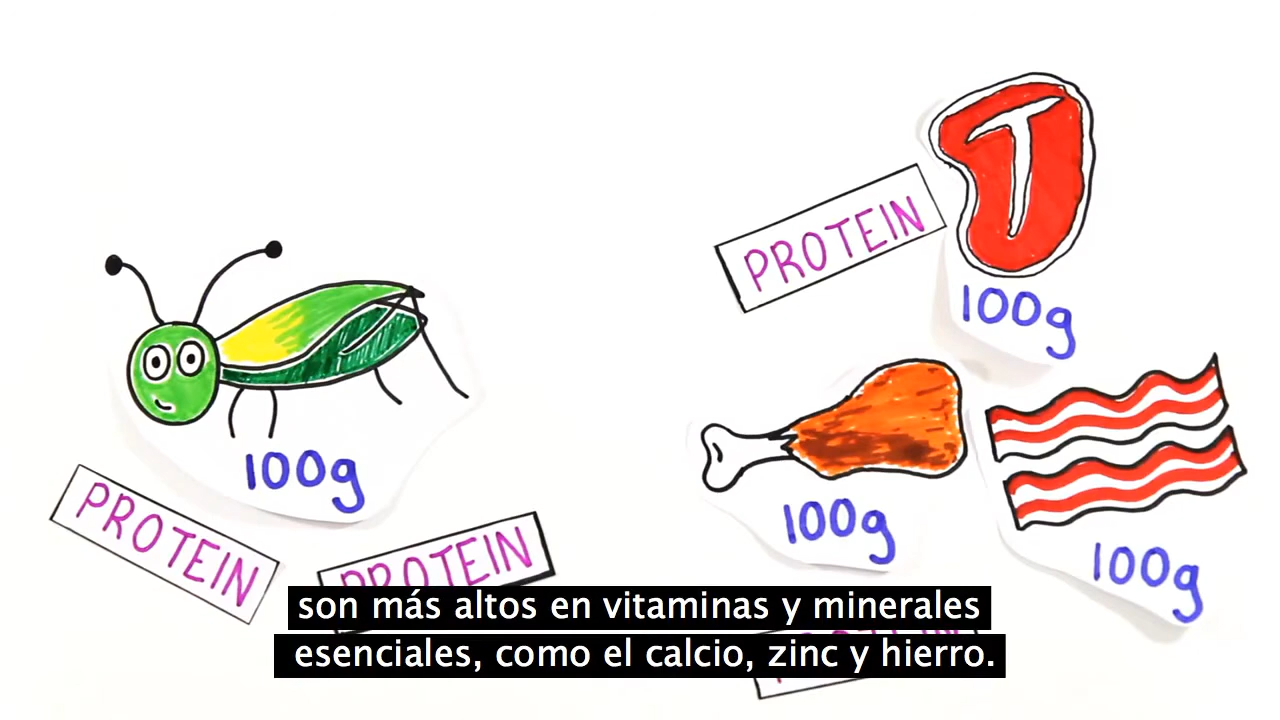 PROTEIN
100g
100g
PROTEIN
100g
100g
PROTEIN
son más altos en vitaminas y minerales
esenciales, como el calcio, zinc y hierro.